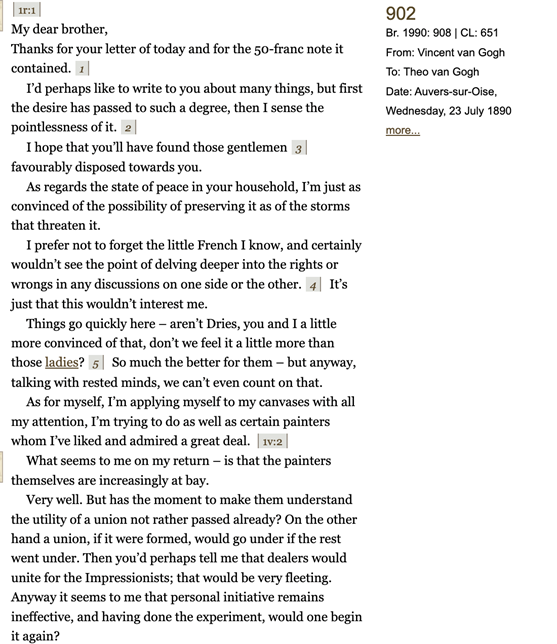 1r:1
My dear brother,
Thanks for your letter of today and for the 50-franc note it
contained. 1
I'd perhaps like to write to you about many things, but first
the desire has passed to such a degree, then I sense the
pointlessness of it. 2
I hope that you'll have found those gentlemen 3
favourably disposed towards you.
As regards the state of peace in your household, I'm just as
convinced of the possibility of preserving it as of the storms
that threaten it.
I prefer not to forget the little French I know, and certainly
wouldn't see the point of delving deeper into the rights or
wrongs in any discussions on one side or the other. 4 It's
just that this wouldn't interest me.
Things go quickly here – aren't Dries, you and I a little
more convinced of that, don't we feel it a little more than
those ladies? 5 So much the better for them – but anyway,
talking with rested minds, we can't even count on that.
As for myself, I'm applying myself to my canvases with all
my attention, I'm trying to do as well as certain painters
whom I've liked and admired a great deal. 1v:2
What seems to me on my return – is that the painters
themselves are increasingly at bay.
Very well. But has the moment to make them understand
the utility of a union not rather passed already? On the other
hand a union, if it were formed, would go under if the rest
went under. Then you'd perhaps tell me that dealers would
unite for the Impressionists; that would be very fleeting.
Anyway it seems to me that personal initiative remains
ineffective, and having done the experiment, would one begin
it again?
902
Br. 1990: 908 | CL: 651
From: Vincent van Gogh
To: Theo van Gogh
Date: Auvers-sur-Oise,
Wednesday, 23 July 1890
more...